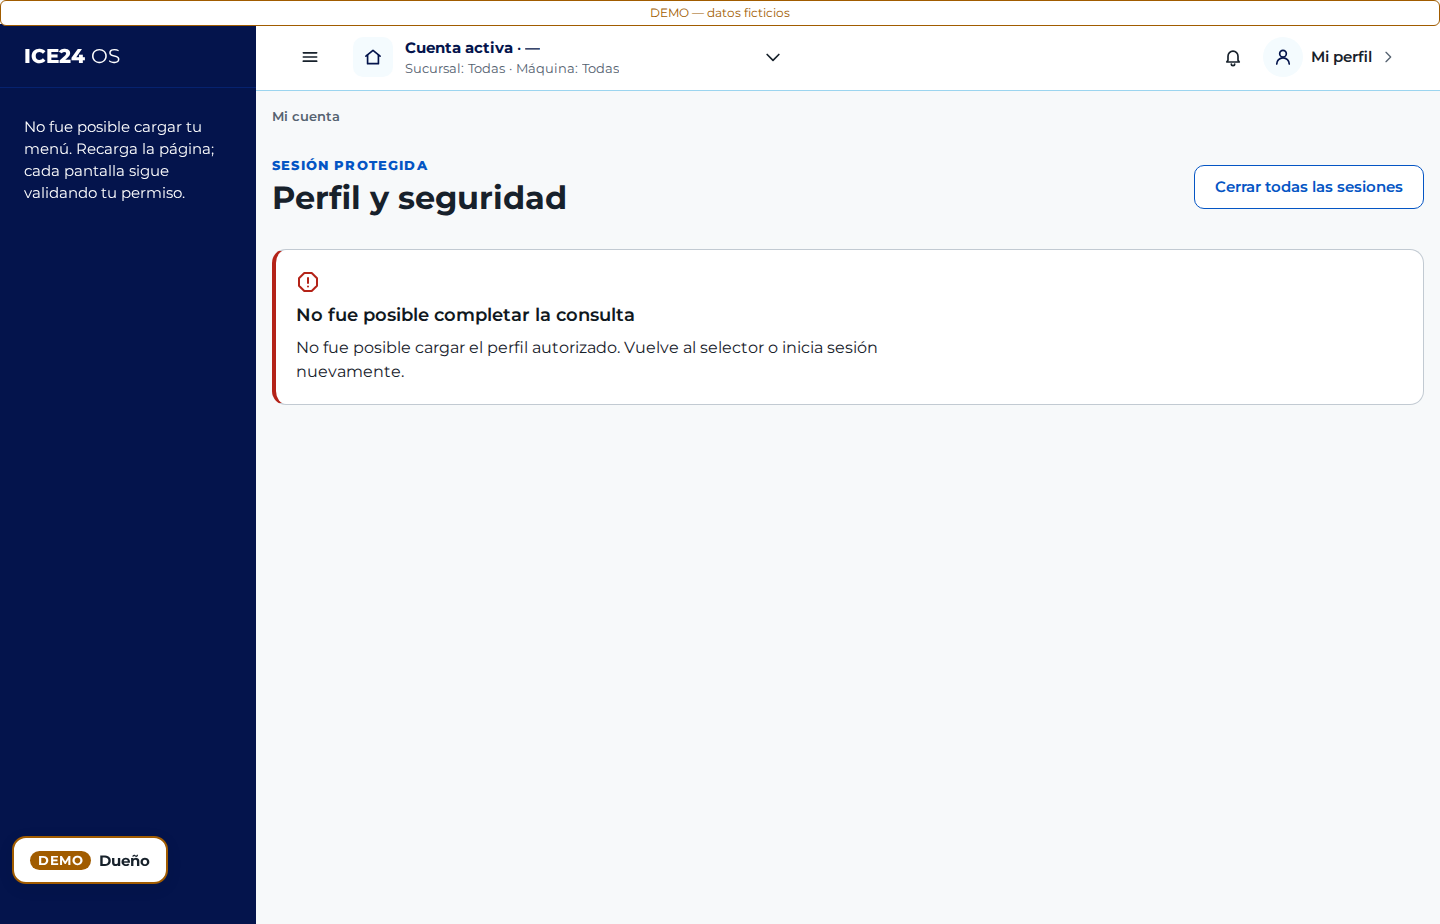 DEMO — datos ficticios
ICE24 OS
No fue posible cargar tu
menú. Recarga la página;
cada pantalla sigue
validando tu permiso.
Cuenta activa · —
Sucursal: Todas · Máquina: Todas
Mi perfil
Mi cuenta
SESIÓN PROTEGIDA
Perfil y seguridad
Cerrar todas las sesiones
No fue posible completar la consulta
No fue posible cargar el perfil autorizado. Vuelve al selector o inicia sesión
nuevamente.
DEMO Dueño